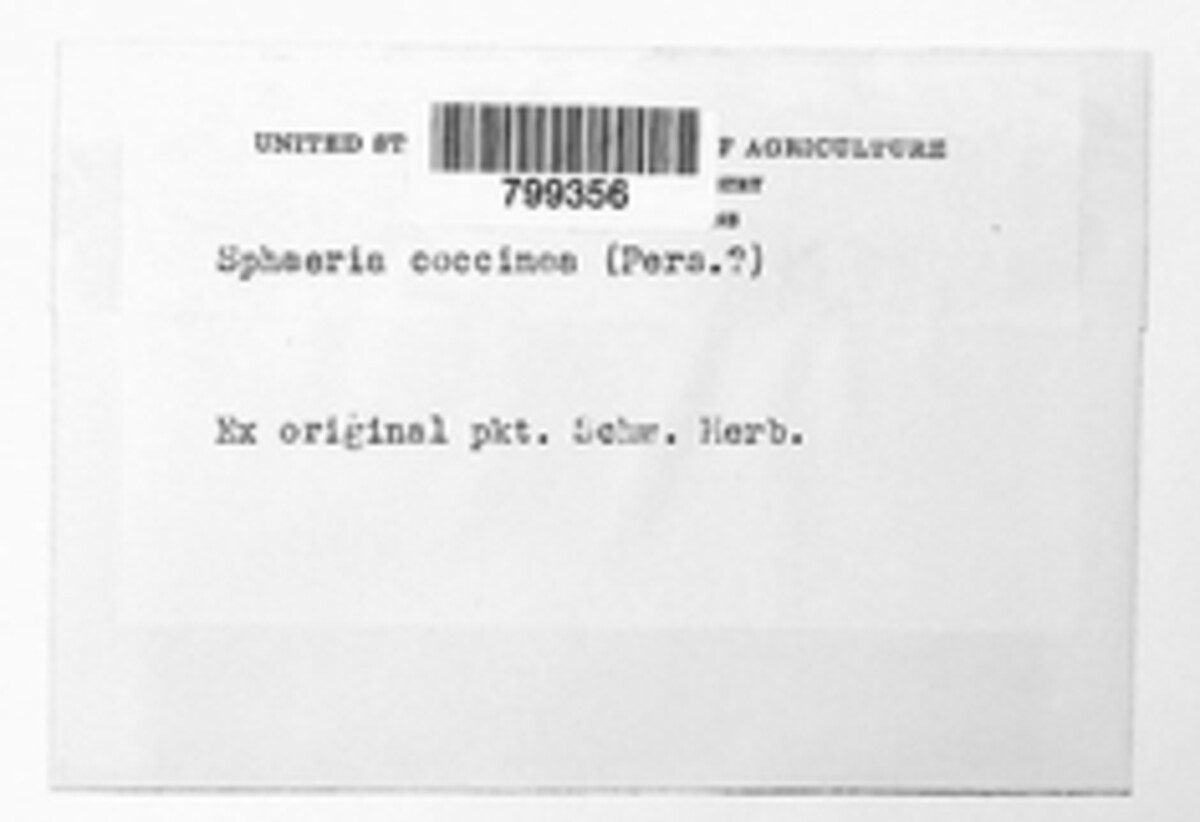 UNITED ST F AGRICULTURE
799356
Sphaeria coccinea (Pers.?)
Ex original pkt. Schw. Herb.